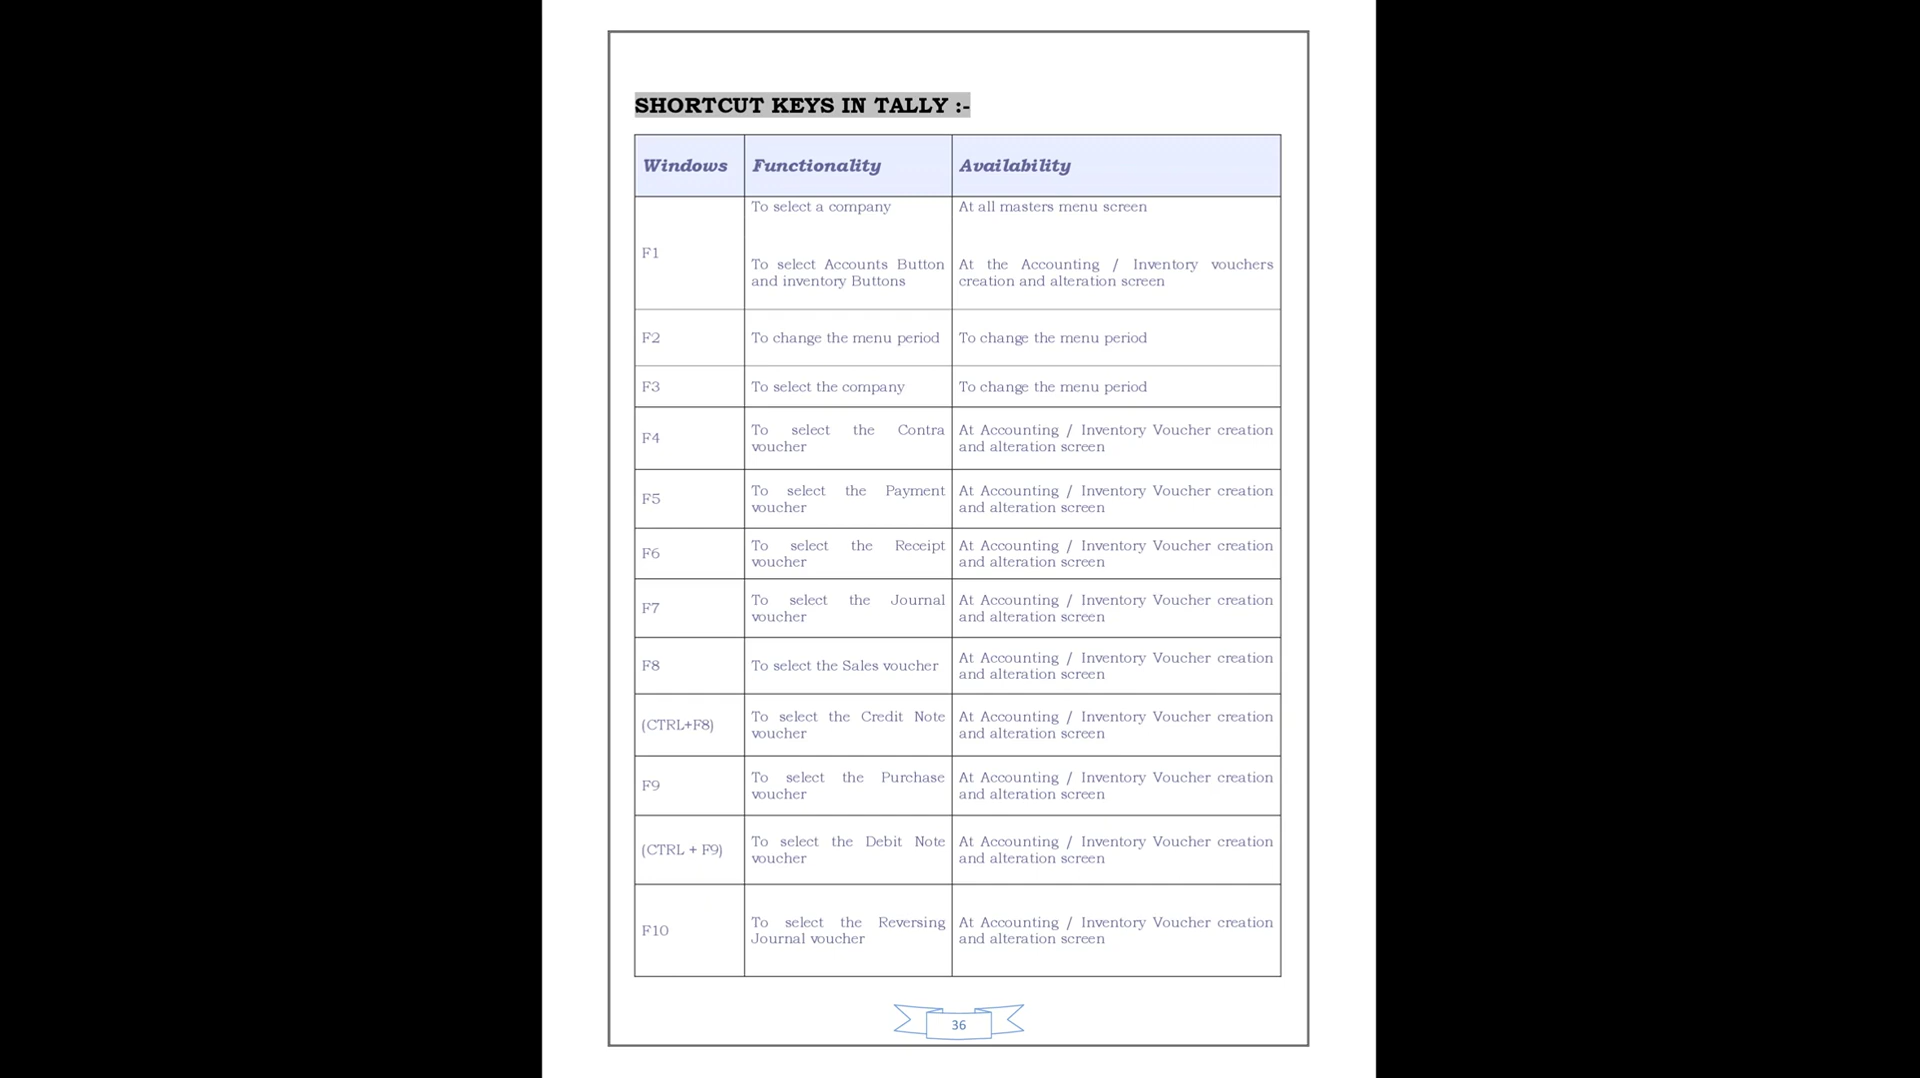 SHORTCUT KEYS IN TALLY :-
Windows Functionality Availability
F1
To select a company
At all masters menu screen
To select Accounts Button
and inventory Buttons
At the Accounting / Inventory vouchers
creation and alteration screen
F2 To change the menu period To change the menu period
F3 To select the company To change the menu period
F4
To select the Contra
voucher
At Accounting / Inventory Voucher creation
and alteration screen
F5
To select the Payment
voucher
At Accounting / Inventory Voucher creation
and alteration screen
F6
To select the Receipt
voucher
At Accounting / Inventory Voucher creation
and alteration screen
F7
To select the Journal
voucher
At Accounting / Inventory Voucher creation
and alteration screen
F8
To select the Sales voucher
At Accounting / Inventory Voucher creation
and alteration screen
(CTRL+F8)
To select the Credit Note
voucher
At Accounting / Inventory Voucher creation
and alteration screen
F9
To select the Purchase
voucher
At Accounting / Inventory Voucher creation
and alteration screen
(CTRL + F9)
To select the Debit Note
voucher
At Accounting / Inventory Voucher creation
and alteration screen
F10
To select the Reversing
Journal voucher
At Accounting / Inventory Voucher creation
and alteration screen
36